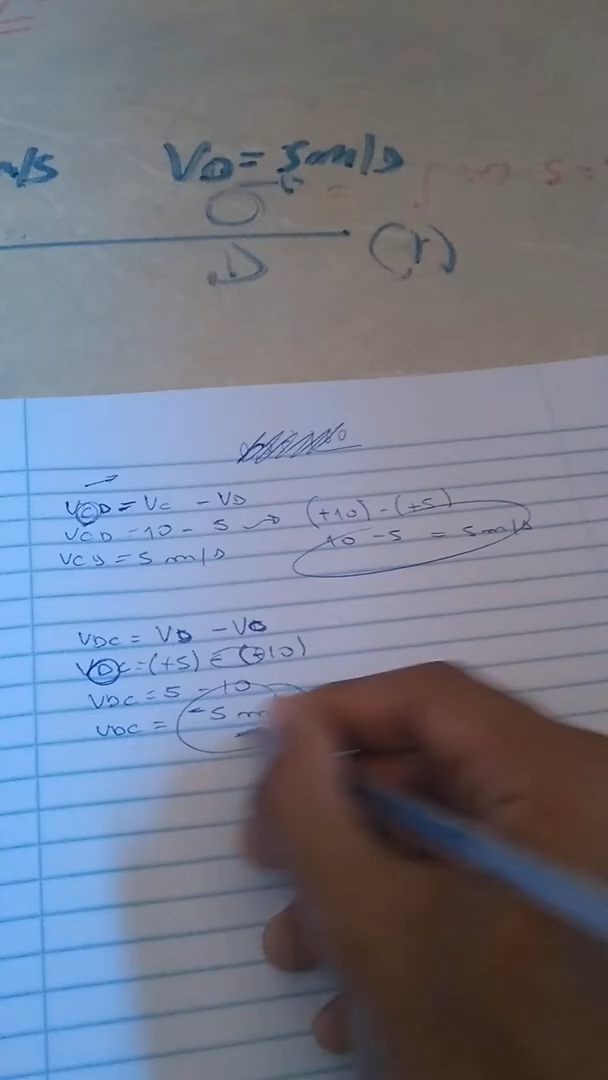 m/s VD = 5m/s
D (+)
VCD = VC - VD
VCD = 10 - 5 → (+10) - (+5)
VCD = 5 m/s 10 - 5 = 5m/s
VDC = VD - VC
VDC = (+5) - (+10)
VDC = 5 - 10
VDC = -5 m